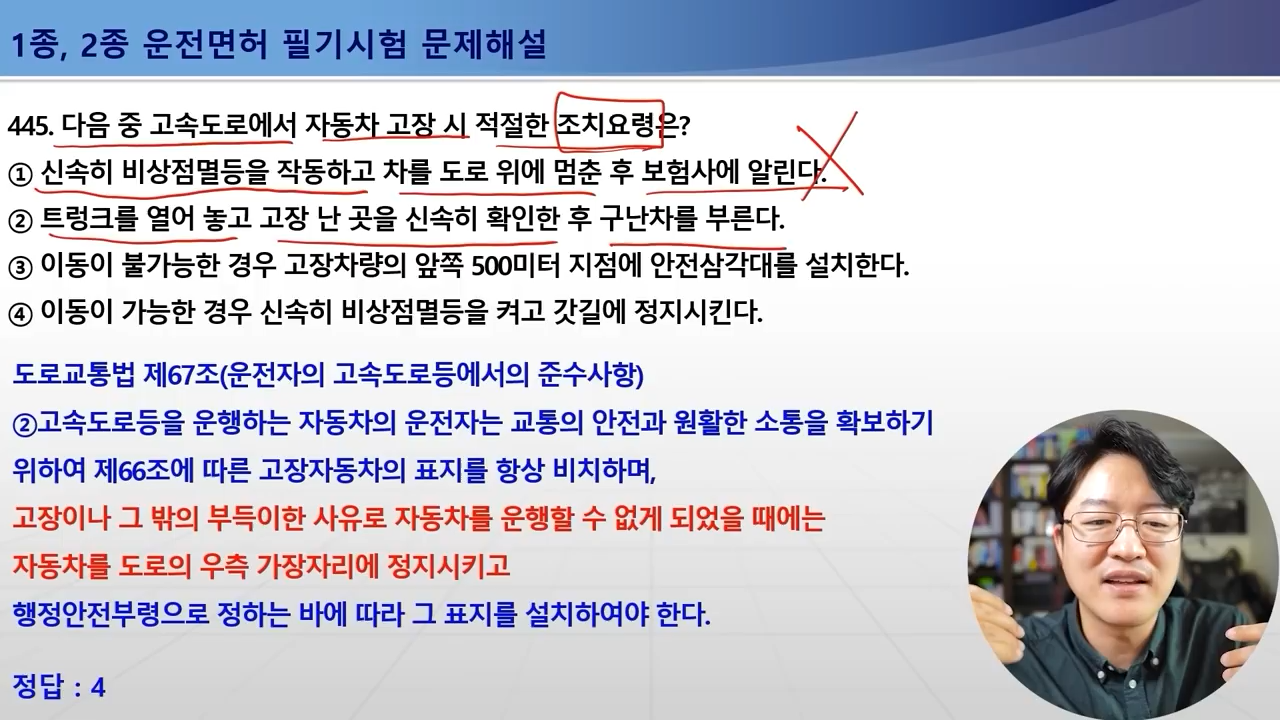 1종, 2종 운전면허 필기시험 문제해설
445. 다음 중 고속도로에서 자동차 고장 시 적절한 조치요령은?
① 신속히 비상점멸등을 작동하고 차를 도로 위에 멈춘 후 보험사에 알린다.
② 트렁크를 열어 놓고 고장 난 곳을 신속히 확인한 후 구난차를 부른다.
③ 이동이 불가능한 경우 고장차량의 앞쪽 500미터 지점에 안전삼각대를 설치한다.
④ 이동이 가능한 경우 신속히 비상점멸등을 켜고 갓길에 정지시킨다.
도로교통법 제67조(운전자의 고속도로등에서의 준수사항)
②고속도로등을 운행하는 자동차의 운전자는 교통의 안전과 원활한 소통을 확보하기
위하여 제66조에 따른 고장자동차의 표지를 항상 비치하며,
고장이나 그 밖의 부득이한 사유로 자동차를 운행할 수 없게 되었을 때에는
자동차를 도로의 우측 가장자리에 정지시키고
행정안전부령으로 정하는 바에 따라 그 표지를 설치하여야 한다.
정답 : 4